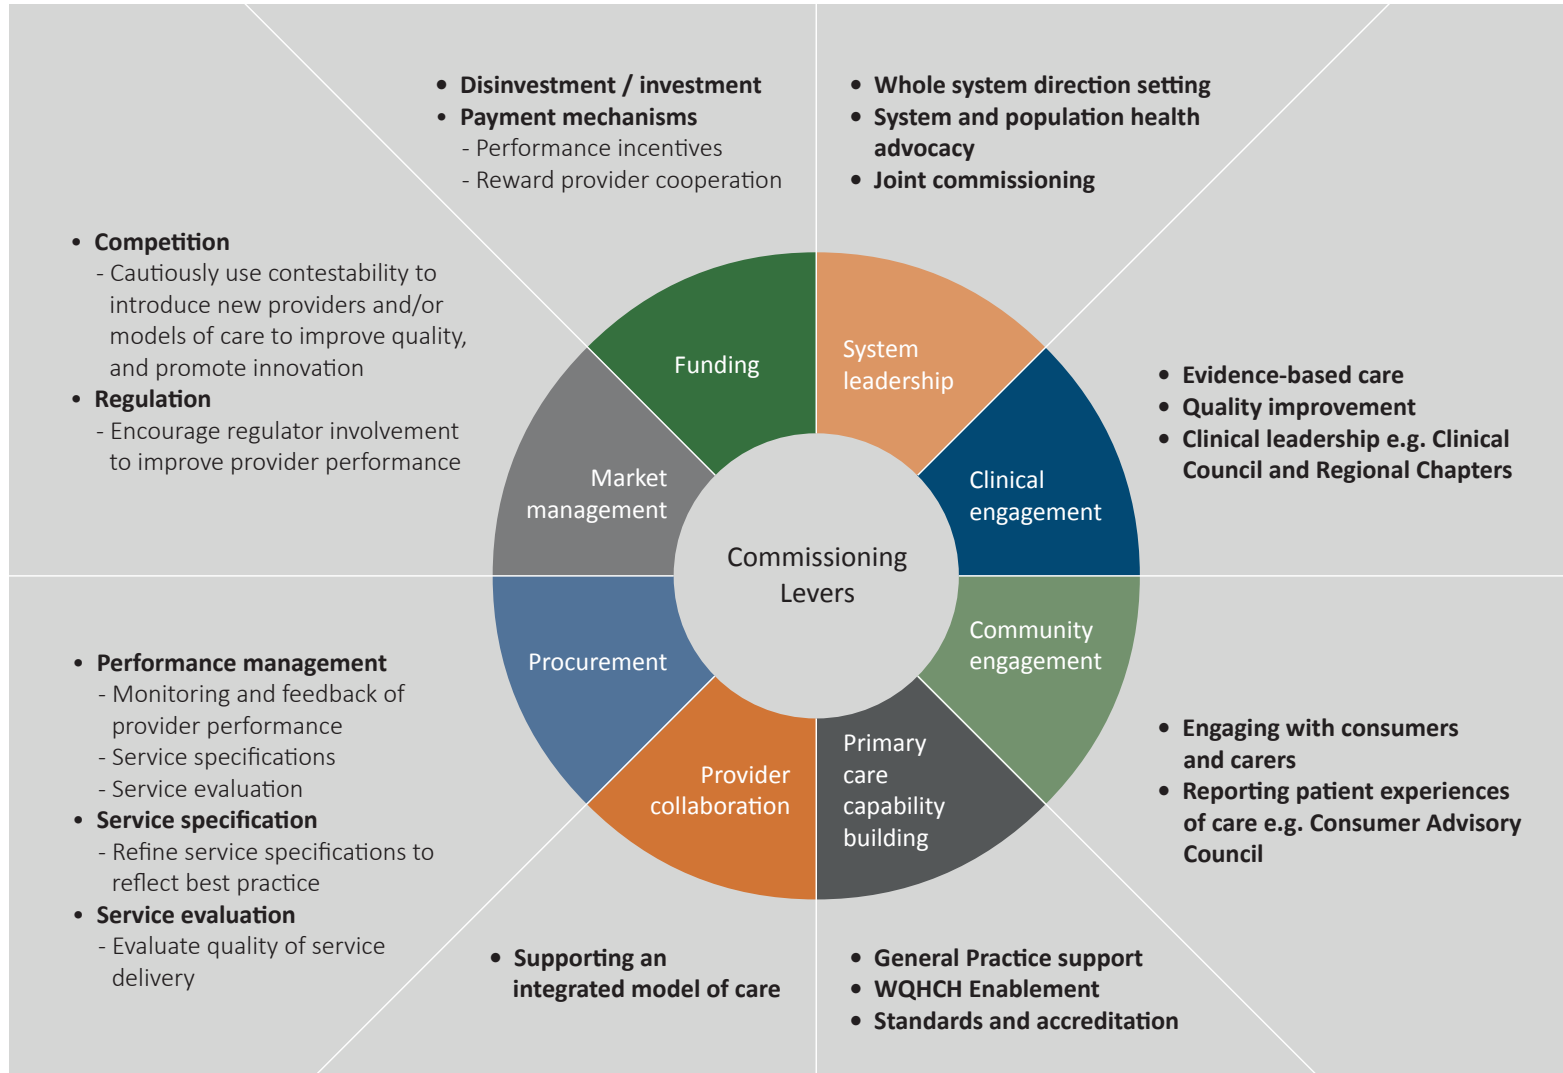 • Disinvestment / investment
• Payment mechanisms
- Performance incentives
- Reward provider cooperation
• Whole system direction setting
• System and population health
advocacy
• Joint commissioning
• Competition
- Cautiously use contestability to
introduce new providers and/or
models of care to improve quality,
and promote innovation
• Regulation
- Encourage regulator involvement
to improve provider performance
• Evidence-based care
• Quality improvement
• Clinical leadership e.g. Clinical
Council and Regional Chapters
Funding
System
leadership
Market
management
Clinical
engagement
Commissioning
Levers
Procurement
Community
engagement
Provider
collaboration
Primary
care
capability
building
• Performance management
- Monitoring and feedback of
provider performance
- Service specifications
- Service evaluation
• Service specification
- Refine service specifications to
reflect best practice
• Service evaluation
- Evaluate quality of service
delivery
• Engaging with consumers
and carers
• Reporting patient experiences
of care e.g. Consumer Advisory
Council
• Supporting an
integrated model of care
• General Practice support
• WQHCH Enablement
• Standards and accreditation